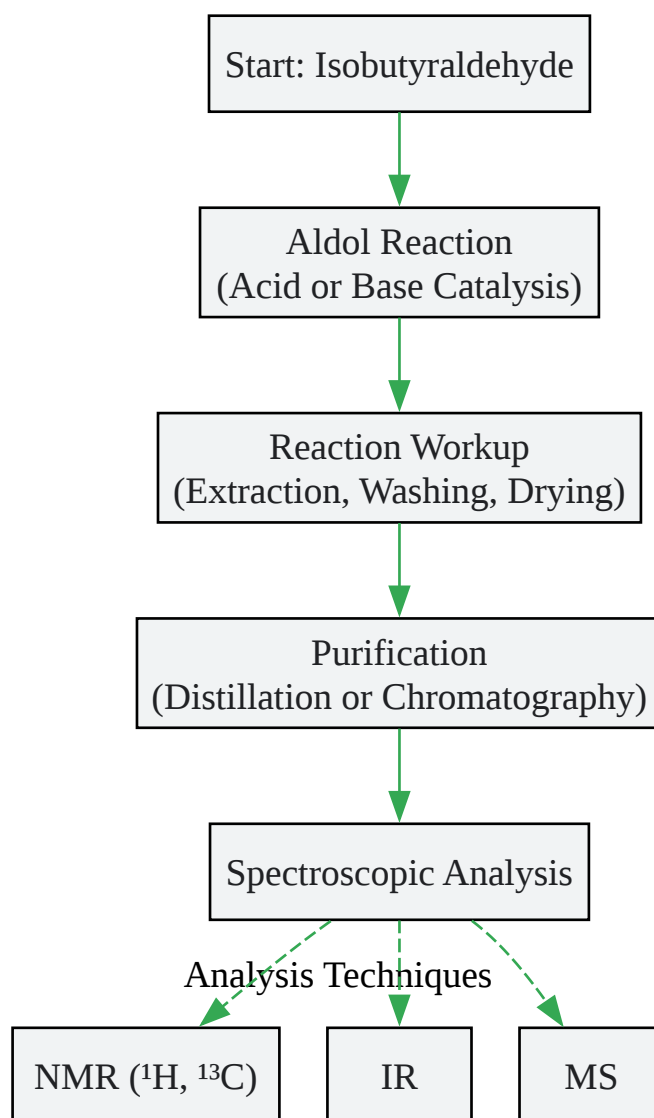 Start: Isobutyraldehyde
Aldol Reaction
(Acid or Base Catalysis)
Reaction Workup
(Extraction, Washing, Drying)
Purification
(Distillation or Chromatography)
Spectroscopic Analysis
Analysis Techniques
NMR (¹H, ¹³C)
IR
MS